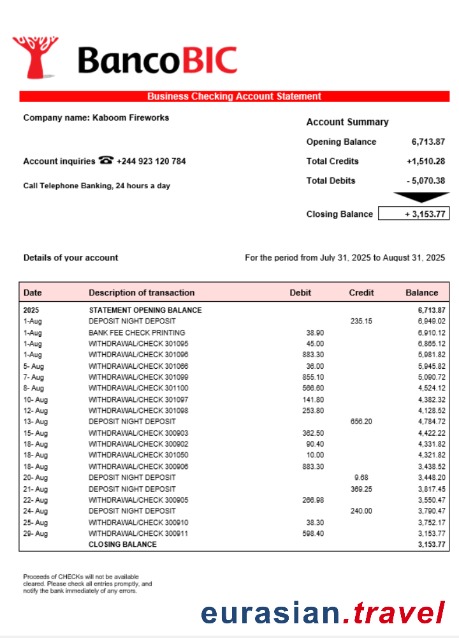 BancoBIC
Business Checking Account Statement
Company name: Kaboom Fireworks
Account inquiries ☎ +244 923 120 784
Call Telephone Banking, 24 hours a day
Account Summary
Opening Balance 6,713.87
Total Credits +1,510.28
Total Debits - 5,070.38
Closing Balance + 3,153.77
Details of your account For the period from July 31, 2025 to August 31, 2025
Date Description of transaction Debit Credit Balance
2025 STATEMENT OPENING BALANCE 6,713.87
1-Aug DEPOSIT NIGHT DEPOSIT 235.15 6,949.02
1-Aug BANK FEE CHECK PRINTING 38.90 6,910.12
1-Aug WITHDRAWAL/CHECK 301095 45.00 6,865.12
1-Aug WITHDRAWAL/CHECK 301096 883.30 5,981.82
5- Aug WITHDRAWAL/CHECK 301066 36.00 5,945.82
7- Aug WITHDRAWAL/CHECK 301099 855.10 5,090.72
8- Aug WITHDRAWAL/CHECK 301100 566.60 4,524.12
10- Aug WITHDRAWAL/CHECK 301097 141.80 4,382.32
12- Aug WITHDRAWAL/CHECK 301098 253.80 4,128.52
13- Aug DEPOSIT NIGHT DEPOSIT 656.20 4,784.72
15- Aug WITHDRAWAL/CHECK 300903 362.50 4,422.22
18- Aug WITHDRAWAL/CHECK 300902 90.40 4,331.82
18- Aug WITHDRAWAL/CHECK 301050 10.00 4,321.82
18- Aug WITHDRAWAL/CHECK 300906 883.30 3,438.52
20- Aug DEPOSIT NIGHT DEPOSIT 9.68 3,448.20
21- Aug DEPOSIT NIGHT DEPOSIT 369.25 3,817.45
22- Aug WITHDRAWAL/CHECK 300905 266.98 3,550.47
24- Aug DEPOSIT NIGHT DEPOSIT 240.00 3,790.47
25- Aug WITHDRAWAL/CHECK 300910 38.30 3,752.17
29- Aug WITHDRAWAL/CHECK 300911 598.40 3,153.77
CLOSING BALANCE 3,153.77
Proceeds of CHECKs will not be available
cleared. Please check all entries promptly, and
notify the bank immediately of any errors.
eurasian.travel